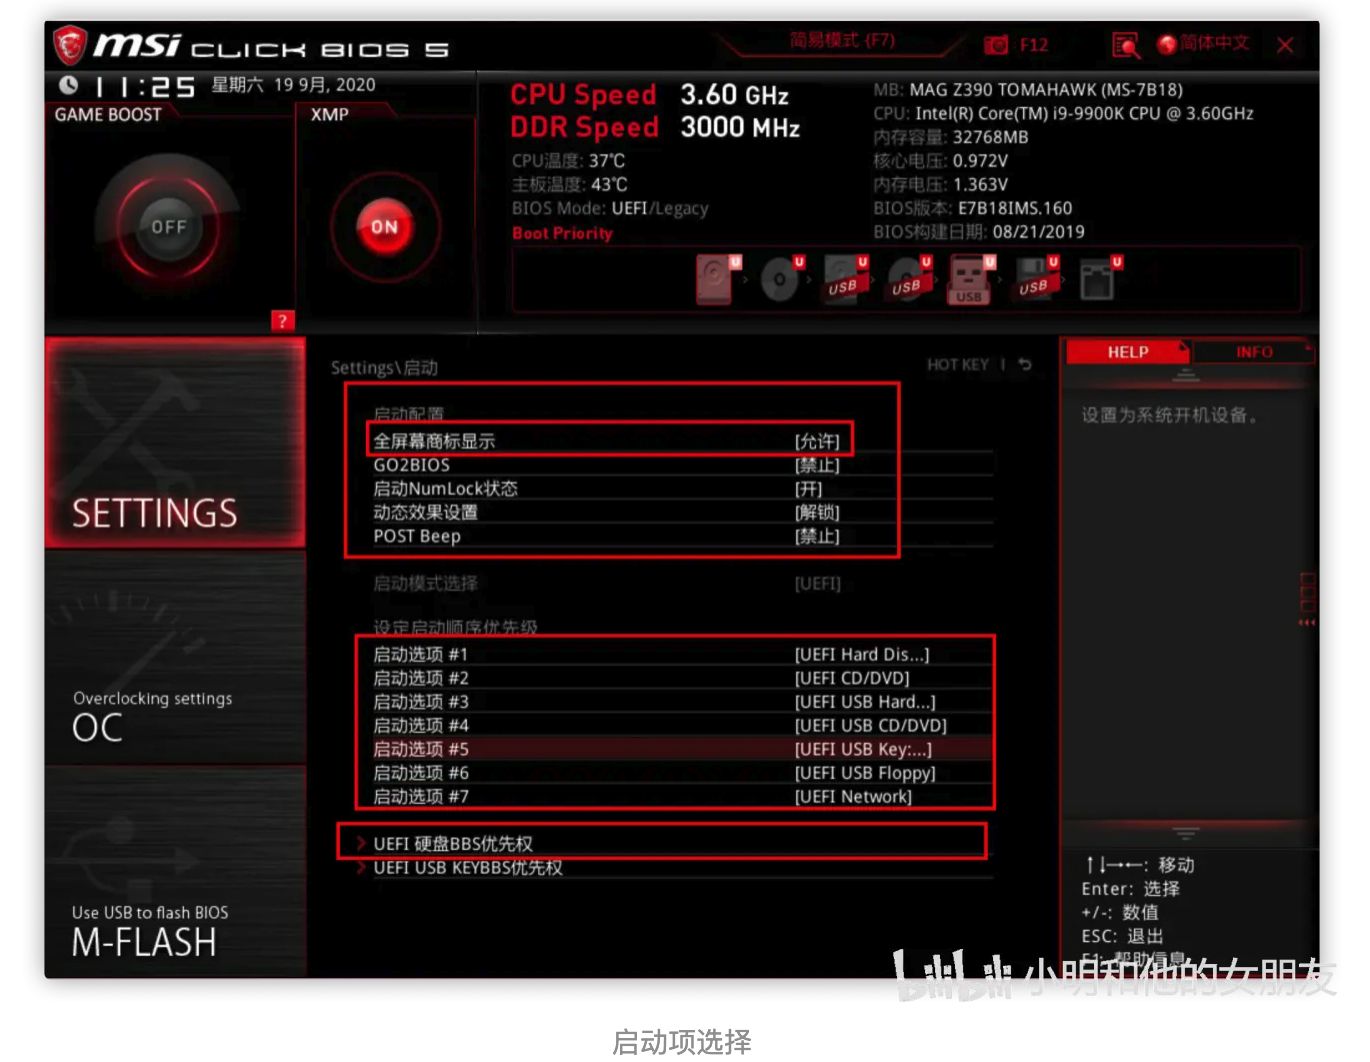 msi CLICK BIOS 5
简易模式 (F7)
F12
简体中文
11:25
星期六 19 9月, 2020
GAME BOOST
XMP
OFF
ON
?
CPU Speed 3.60 GHz
DDR Speed 3000 MHz
CPU温度: 37℃
主板温度: 43℃
BIOS Mode: UEFI/Legacy
Boot Priority
MB: MAG Z390 TOMAHAWK (MS-7B18)
CPU: Intel(R) Core(TM) i9-9900K CPU @ 3.60GHz
内存容量: 32768MB
核心电压: 0.972V
内存电压: 1.363V
BIOS版本: E7B18IMS.160
BIOS构建日期: 08/21/2019
U U U U U U U
USB USB USB USB
SETTINGS
Overclocking settings
OC
Use USB to flash BIOS
M-FLASH
Settings\启动
HOT KEY
启动配置
全屏幕商标显示 [允许]
GO2BIOS [禁止]
启动NumLock状态 [开]
动态效果设置 [解锁]
POST Beep [禁止]
启动模式选择 [UEFI]
设定启动顺序优先级
启动选项 #1 [UEFI Hard Dis...]
启动选项 #2 [UEFI CD/DVD]
启动选项 #3 [UEFI USB Hard...]
启动选项 #4 [UEFI USB CD/DVD]
启动选项 #5 [UEFI USB Key:...]
启动选项 #6 [UEFI USB Floppy]
启动选项 #7 [UEFI Network]
UEFI 硬盘BBS优先权
UEFI USB KEYBBS优先权
HELP
INFO
设置为系统开机设备。
↑↓→←: 移动
Enter: 选择
+/-: 数值
ESC: 退出
F1: 帮助信息
bilibili 小明和他的女朋友
启动项选择